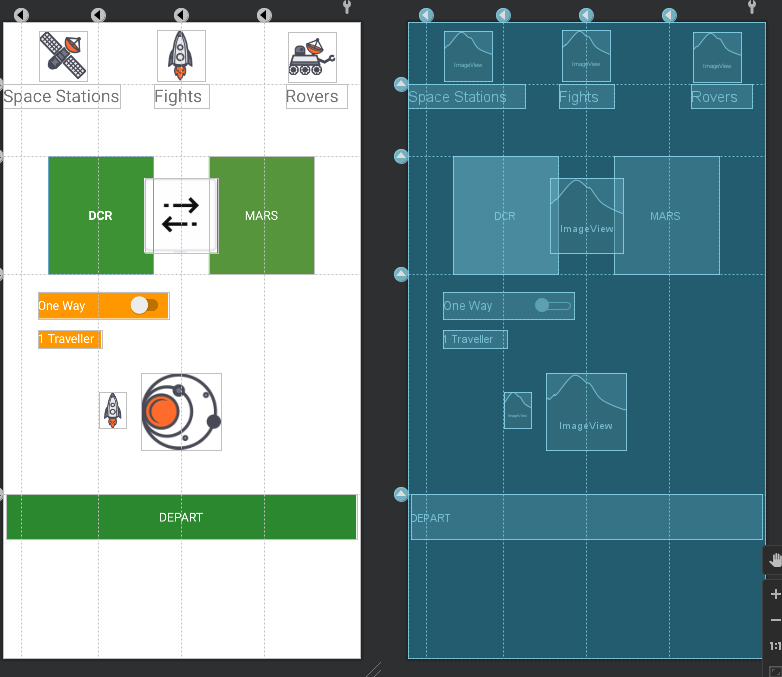 Space Stations
Fights
Rovers
DCR
MARS
One Way
1 Traveller
DEPART
ImageView
ImageView
ImageView
Space Stations
Fights
Rovers
DCR
ImageView
MARS
One Way
1 Traveller
ImageView
ImageView
DEPART
1:1